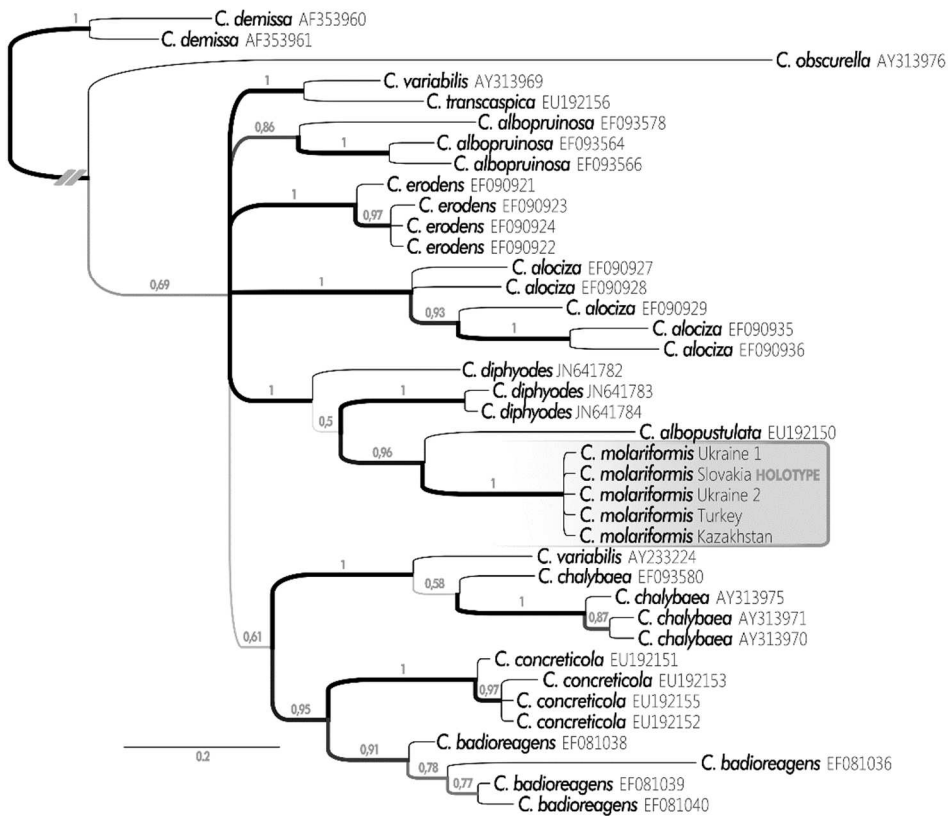 1
C. demissa AF353960
C. demissa AF353961
C. obscurella AY313976
1
C. variabilis AY313969
C. transcaspica EU192156
0,86
C. albopruinosa EF093578
1
C. albopruinosa EF093564
C. albopruinosa EF093566
1
C. erodens EF090921
0,97
C. erodens EF090923
C. erodens EF090924
C. erodens EF090922
0,69
1
C. alociza EF090927
C. alociza EF090928
0,93
C. alociza EF090929
1
C. alociza EF090935
C. alociza EF090936
1
C. diphyodes JN641782
0,5
1
C. diphyodes JN641783
C. diphyodes JN641784
0,96
C. albopustulata EU192150
1
C. molariformis Ukraine 1
C. molariformis Slovakia HOLOTYPE
C. molariformis Ukraine 2
C. molariformis Turkey
C. molariformis Kazakhstan
0,61
1
C. variabilis AY233224
0,58
C. chalybaea EF093580
1
C. chalybaea AY313975
0,87
C. chalybaea AY313971
C. chalybaea AY313970
0,95
1
C. concreticola EU192151
0,97
C. concreticola EU192153
C. concreticola EU192155
C. concreticola EU192152
0,91
C. badioreagens EF081038
0,78
C. badioreagens EF081036
0,77
C. badioreagens EF081039
C. badioreagens EF081040
0.2